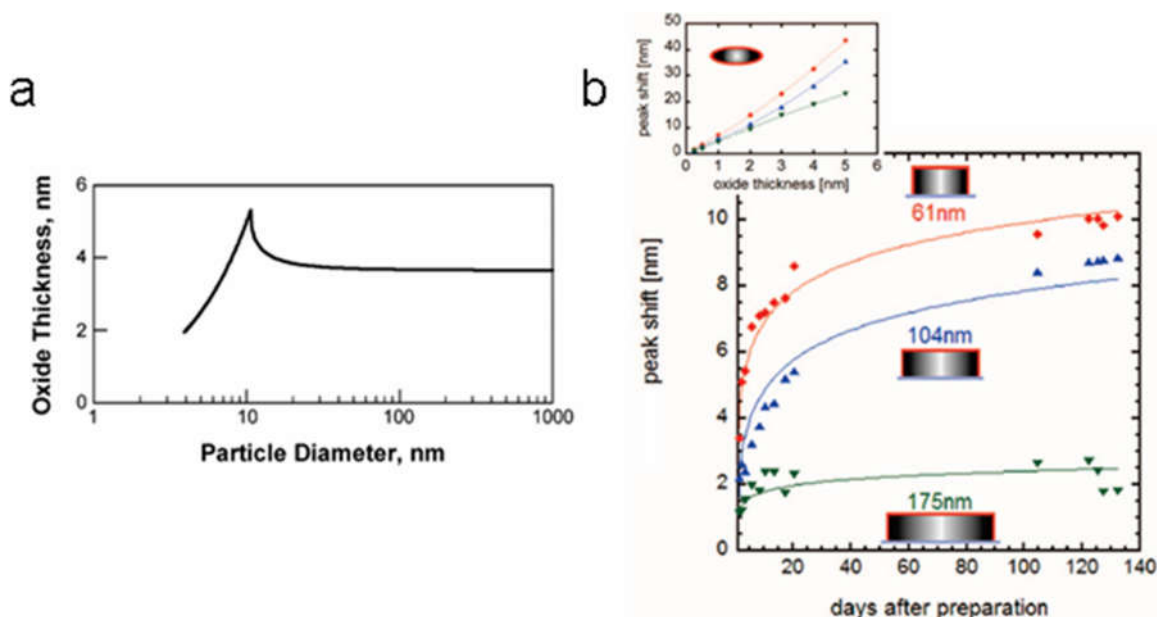 a
Oxide Thickness, nm
6
4
2
0
1
10
100
1000
Particle Diameter, nm
b
peak shift [nm]
50
40
30
20
10
0
0 1 2 3 4 5 6
oxide thickness [nm]
peak shift [nm]
10
8
6
4
2
0
61nm
104nm
175nm
20 40 60 80 100 120 140
days after preparation